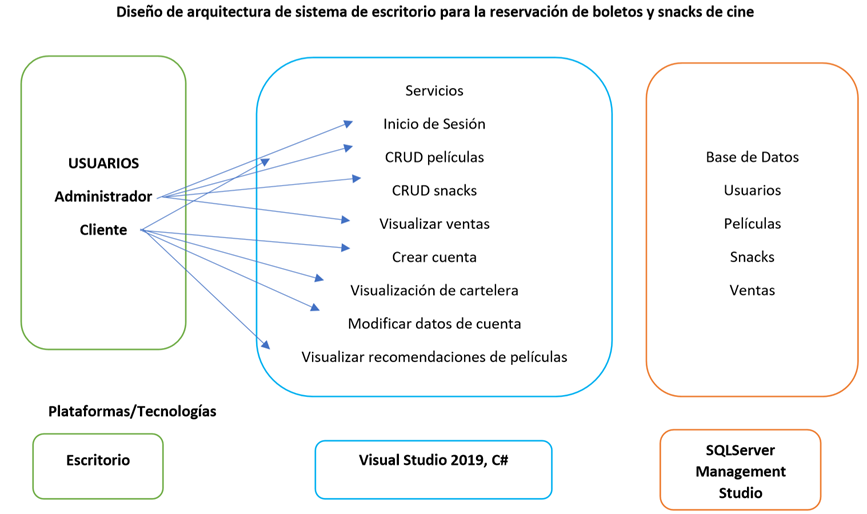 Diseño de arquitectura de sistema de escritorio para la reservación de boletos y snacks de cine
USUARIOS
Administrador
Cliente
Servicios
Inicio de Sesión
CRUD películas
CRUD snacks
Visualizar ventas
Crear cuenta
Visualización de cartelera
Modificar datos de cuenta
Visualizar recomendaciones de películas
Base de Datos
Usuarios
Películas
Snacks
Ventas
Plataformas/Tecnologías
Escritorio
Visual Studio 2019, C#
SQLServer
Management
Studio